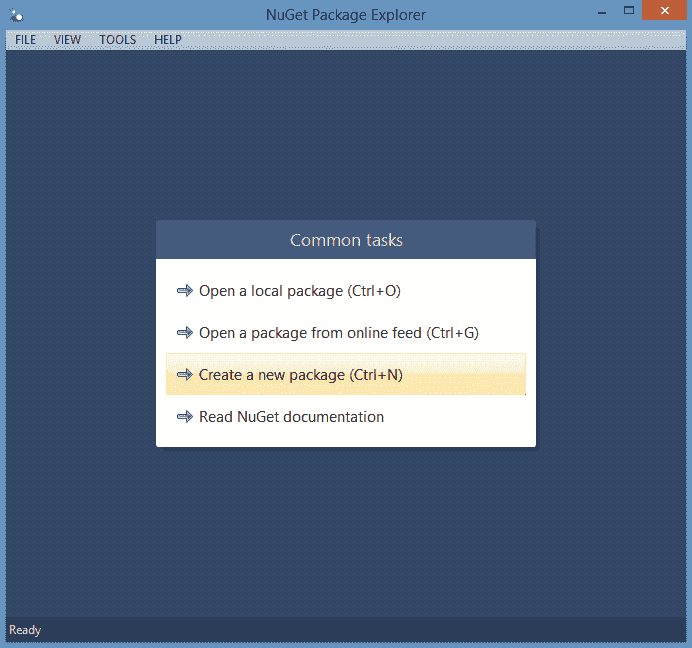 NuGet Package Explorer
FILE VIEW TOOLS HELP
Common tasks
Open a local package (Ctrl+O)
Open a package from online feed (Ctrl+G)
Create a new package (Ctrl+N)
Read NuGet documentation
Ready